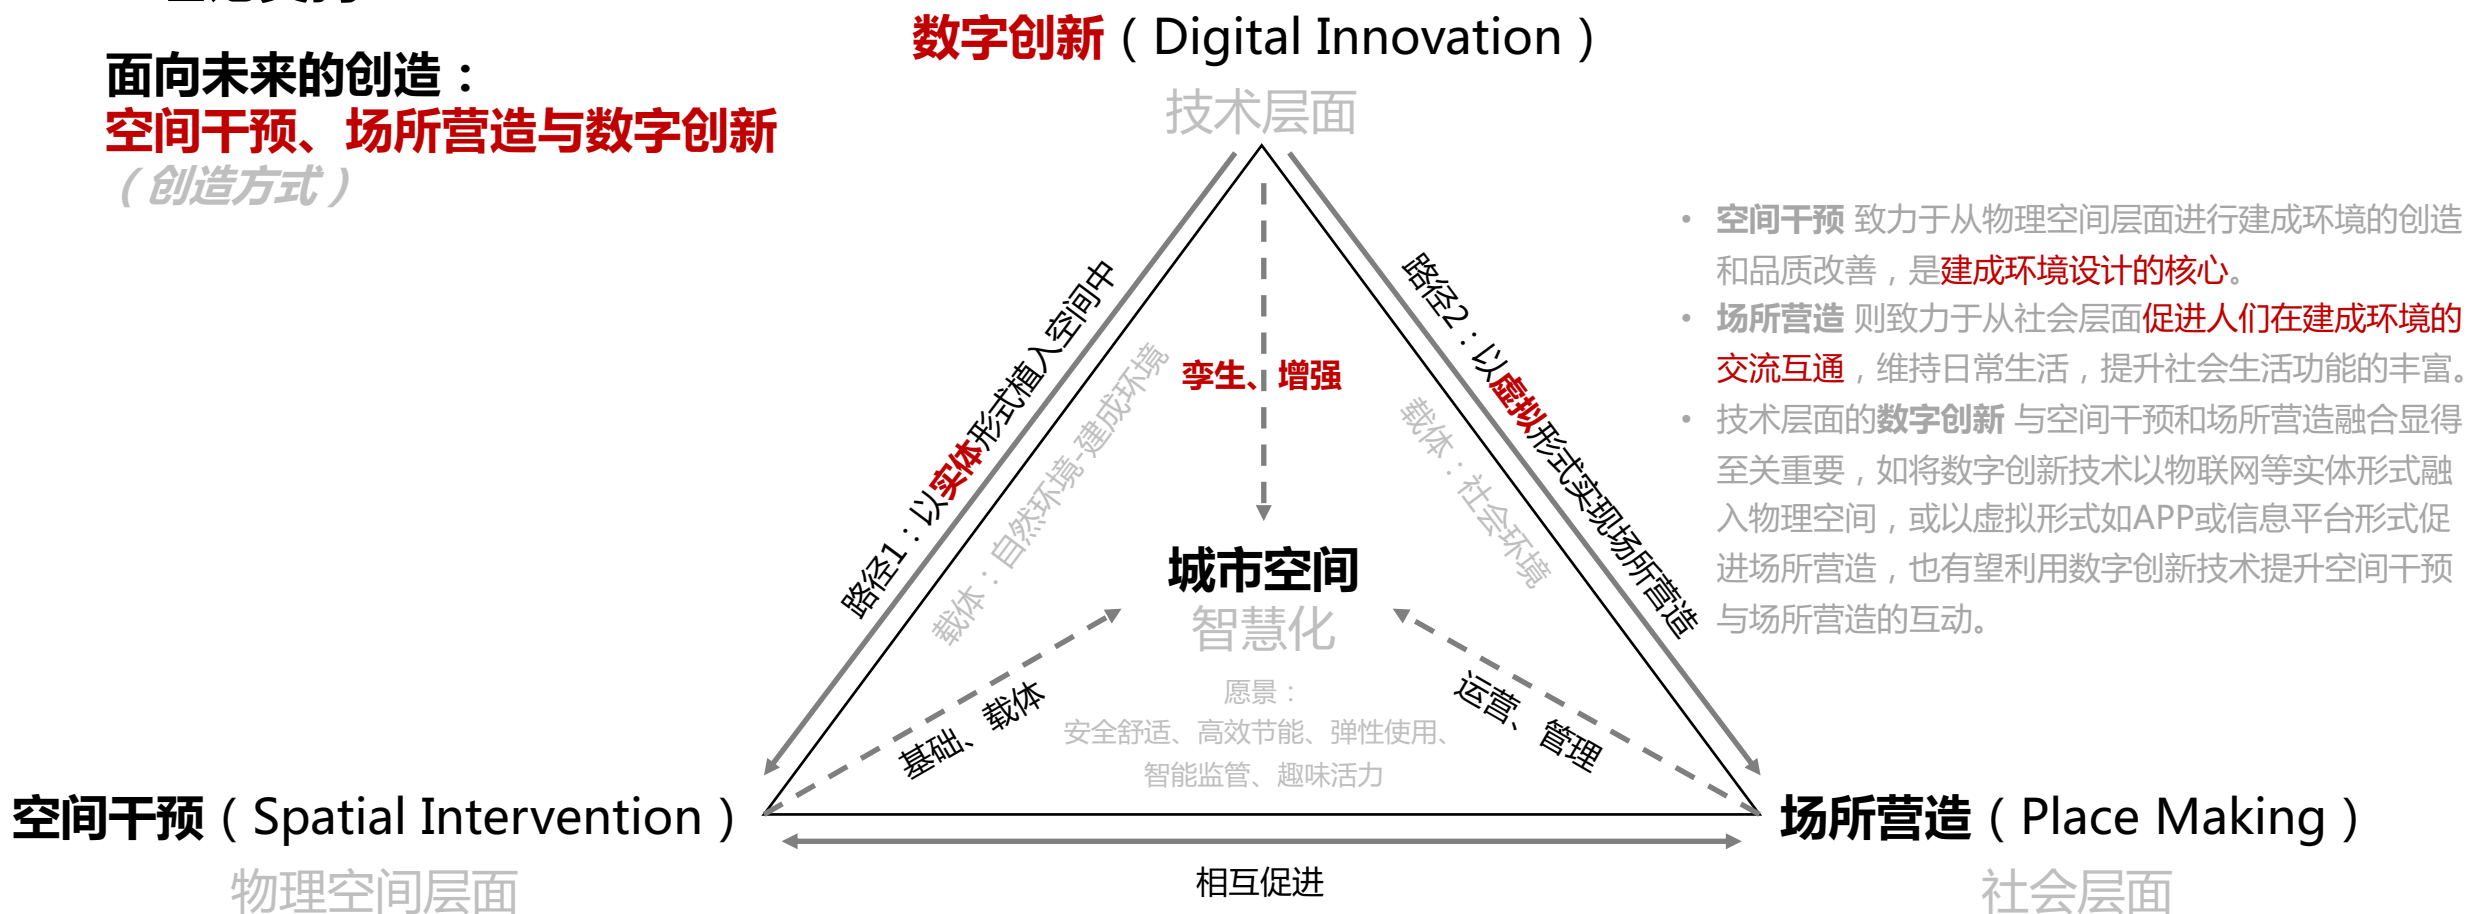 面向未来的创造：
空间干预、场所营造与数字创新
（创造方式）
数字创新（Digital Innovation）
技术层面
路径1：以实体形式植入空间中
载体：自然环境-建成环境
孪生、增强
路径2：以虚拟形式实现场所营造
载体：社会环境
城市空间
智慧化
愿景：
安全舒适、高效节能、弹性使用、
智能监管、趣味活力
基础、载体
运营、管理
空间干预（Spatial Intervention）
物理空间层面
相互促进
场所营造（Place Making）
社会层面
• 空间干预 致力于从物理空间层面进行建成环境的创造
和品质改善，是建成环境设计的核心。
• 场所营造 则致力于从社会层面促进人们在建成环境的
交流互通，维持日常生活，提升社会生活功能的丰富。
• 技术层面的数字创新 与空间干预和场所营造融合显得
至关重要，如将数字创新技术以物联网等实体形式融
入物理空间，或以虚拟形式如APP或信息平台形式促
进场所营造，也有望利用数字创新技术提升空间干预
与场所营造的互动。